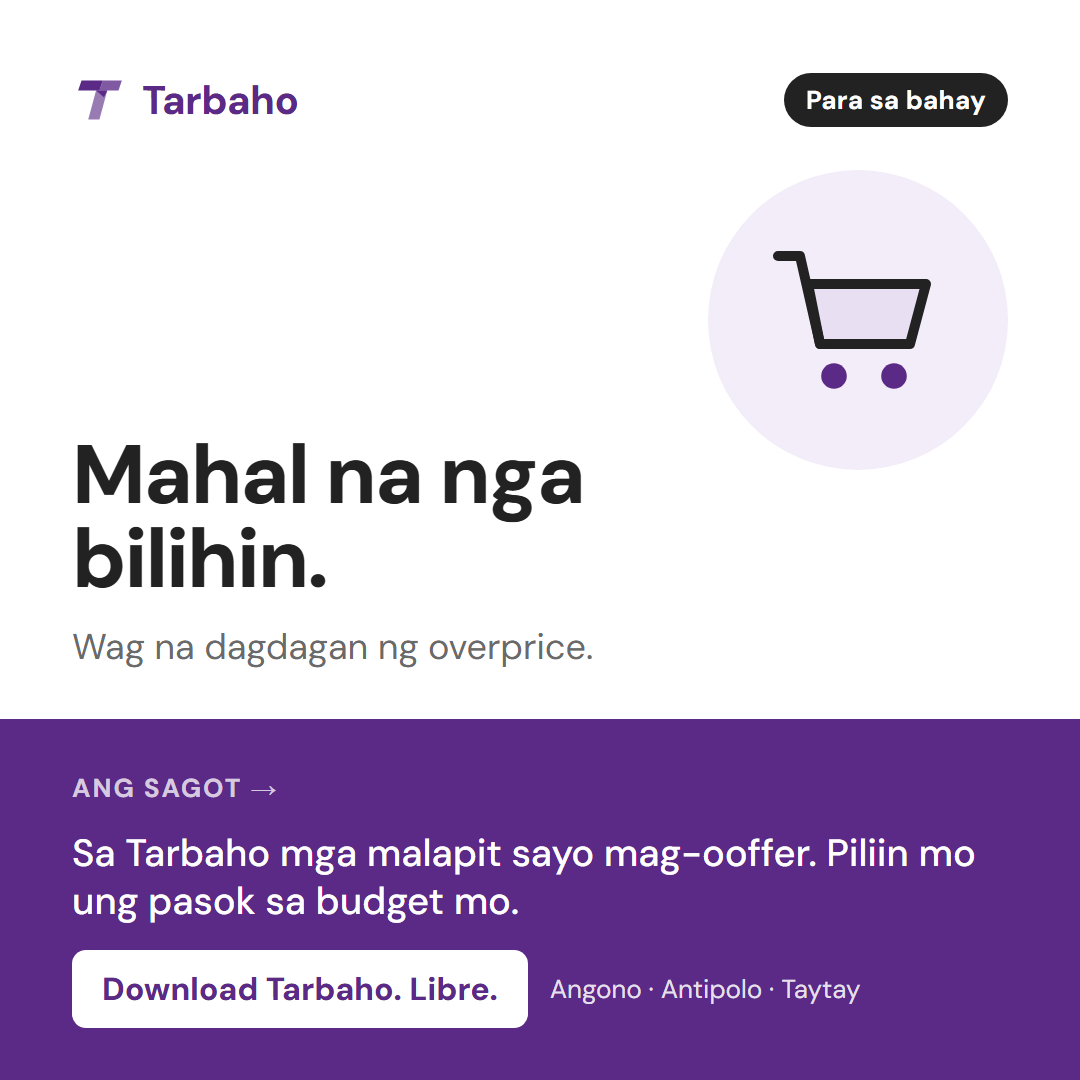 Tarbaho
Para sa bahay
Mahal na nga
bilihin.
Wag na dagdagan ng overprice.
ANG SAGOT →
Sa Tarbaho mga malapit sayo mag-ooffer. Piliin mo
ung pasok sa budget mo.
Download Tarbaho. Libre.
Angono · Antipolo · Taytay